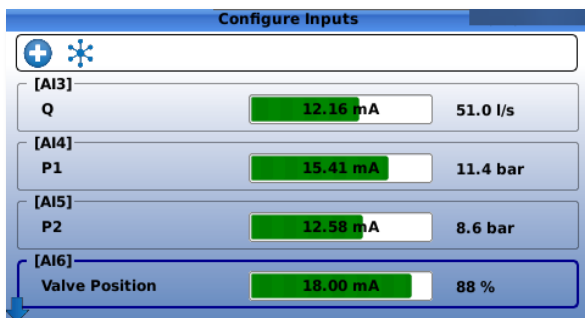 Configure Inputs
[AI3]
Q 12.16 mA 51.0 l/s
[AI4]
P1 15.41 mA 11.4 bar
[AI5]
P2 12.58 mA 8.6 bar
[AI6]
Valve Position 18.00 mA 88 %